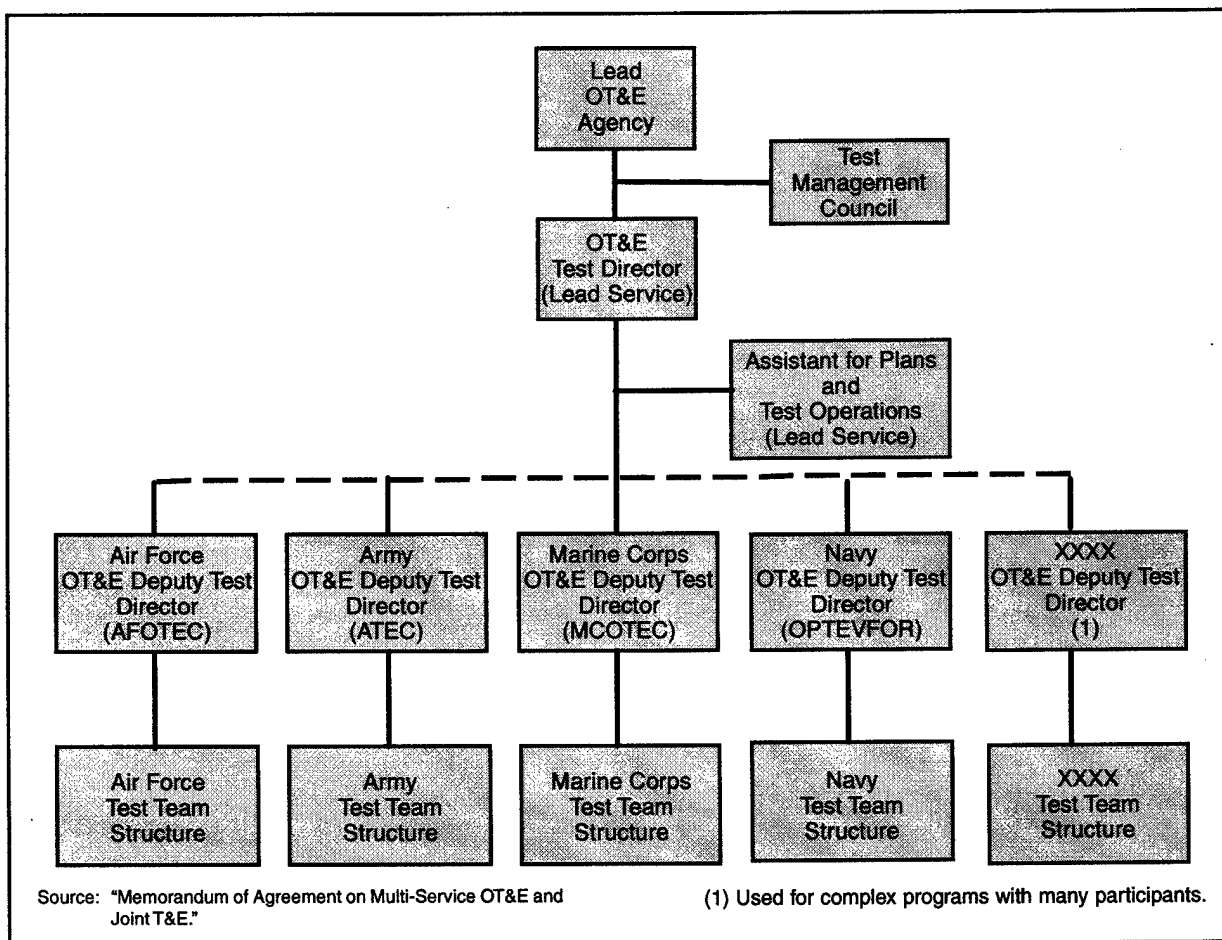 Lead
OT&E
Agency
Test
Management
Council
OT&E
Test Director
(Lead Service)
Assistant for Plans
and
Test Operations
(Lead Service)
Air Force
OT&E Deputy Test
Director
(AFOTEC)
Army
OT&E Deputy Test
Director
(ATEC)
Marine Corps
OT&E Deputy Test
Director
(MCOTEC)
Navy
OT&E Deputy Test
Director
(OPTEVFOR)
XXXX
OT&E Deputy Test
Director
(1)
Air Force
Test Team
Structure
Army
Test Team
Structure
Marine Corps
Test Team
Structure
Navy
Test Team
Structure
XXXX
Test Team
Structure
Source: “Memorandum of Agreement on Multi-Service OT&E and
Joint T&E.”
(1) Used for complex programs with many participants.